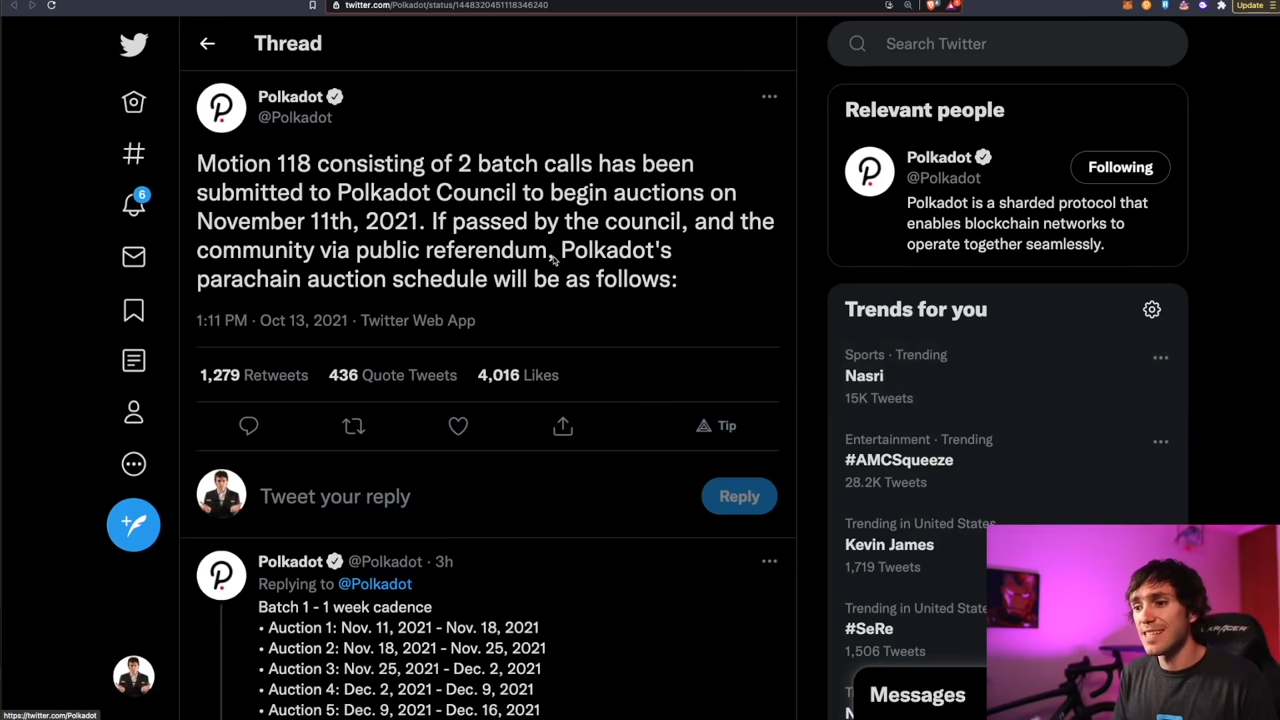 twitter.com/Polkadot/status/1448320451118346240
Update
Thread
Search Twitter
Polkadot
@Polkadot
Motion 118 consisting of 2 batch calls has been
submitted to Polkadot Council to begin auctions on
November 11th, 2021. If passed by the council, and the
community via public referendum, Polkadot's
parachain auction schedule will be as follows:
1:11 PM · Oct 13, 2021 · Twitter Web App
1,279 Retweets 436 Quote Tweets 4,016 Likes
Tip
Tweet your reply
Reply
Polkadot @Polkadot · 3h
Replying to @Polkadot
Batch 1 - 1 week cadence
• Auction 1: Nov. 11, 2021 - Nov. 18, 2021
• Auction 2: Nov. 18, 2021 - Nov. 25, 2021
• Auction 3: Nov. 25, 2021 - Dec. 2, 2021
• Auction 4: Dec. 2, 2021 - Dec. 9, 2021
• Auction 5: Dec. 9, 2021 - Dec. 16, 2021
6
Relevant people
Polkadot
@Polkadot
Following
Polkadot is a sharded protocol that
enables blockchain networks to
operate together seamlessly.
Trends for you
Sports · Trending
Nasri
15K Tweets
Entertainment · Trending
#AMCSqueeze
28.2K Tweets
Trending in United States
Kevin James
1,719 Tweets
Trending in United State
#SeRe
1,506 Tweets
Messages
https://twitter.com/Polkadot